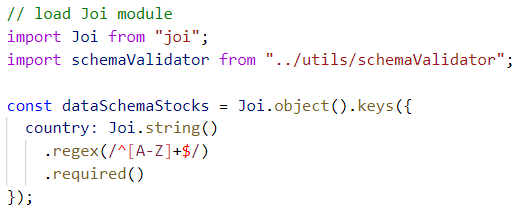 // load Joi module
import Joi from "joi";
import schemaValidator from "../utils/schemaValidator";

const dataSchemaStocks = Joi.object().keys({
  country: Joi.string()
    .regex(/^[A-Z]+$/)
    .required()
});